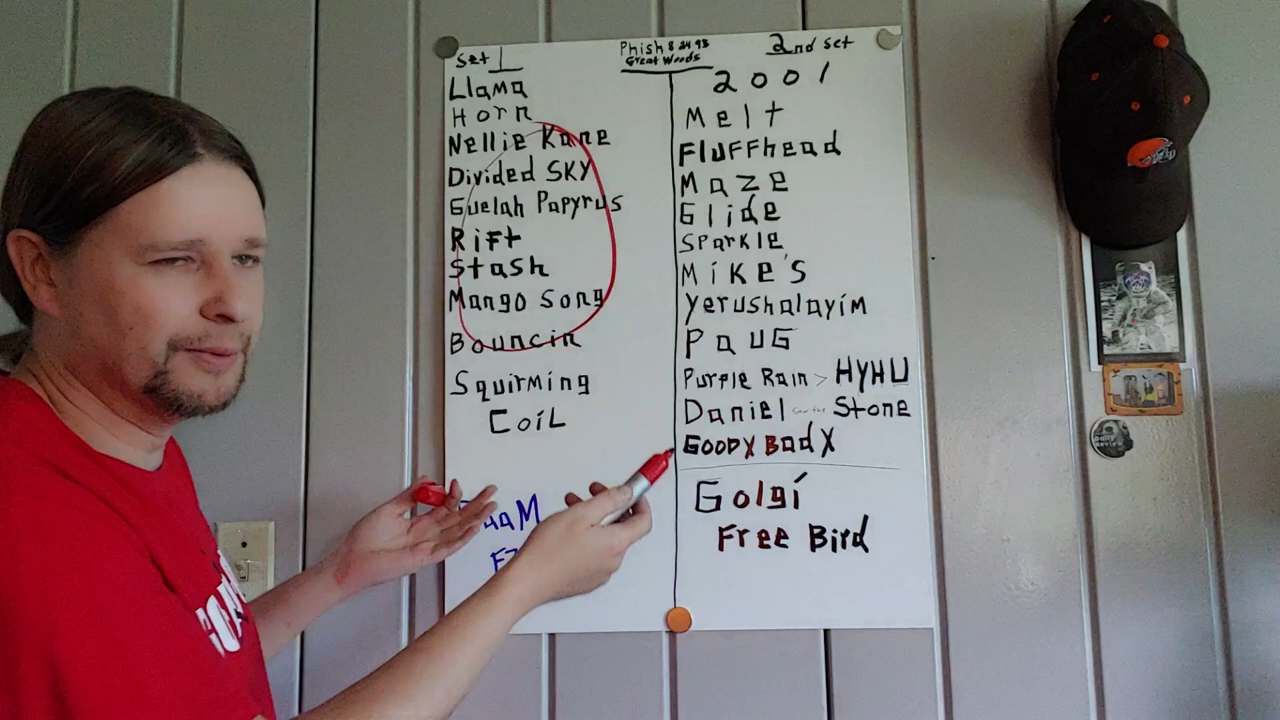 Set 1
Phish 8 24 93
Great Woods
2nd set
Llama
Horn
Nellie Kane
Divided SKY
Guelah Papyrus
Rift
Stash
Mango Song
Bouncin
Squirming
Coil
2001
Melt
Fluffhead
Maze
Glide
Sparkle
Mike's
Yerushalayim
PauG
Purple Rain > HYHU
Daniel Stone
GOOPX BadX
Golgi
Free Bird